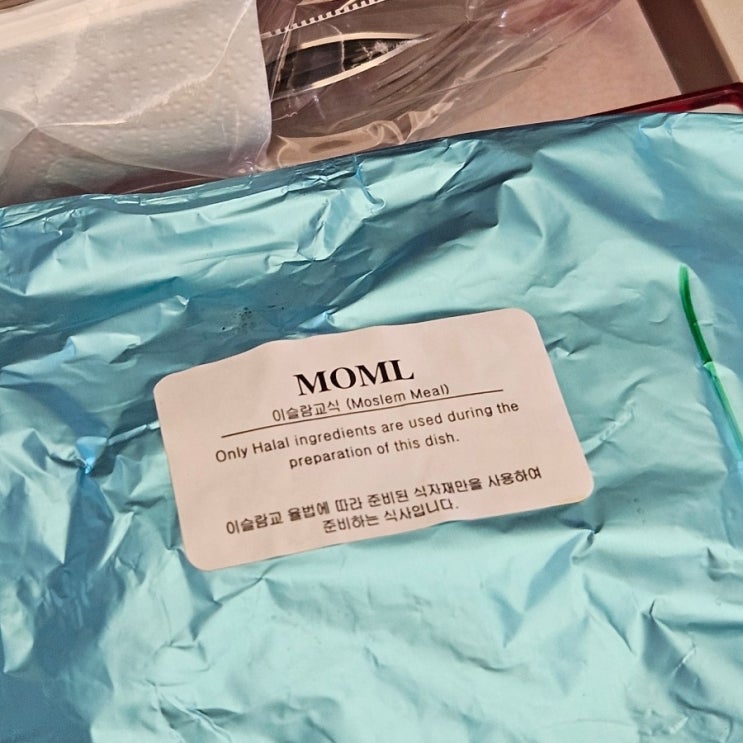 MOML
이슬람교식 (Moslem Meal)
Only Halal ingredients are used during the
preparation of this dish.
이슬람교 율법에 따라 준비된 식자재만을 사용하여
준비하는 식사입니다.